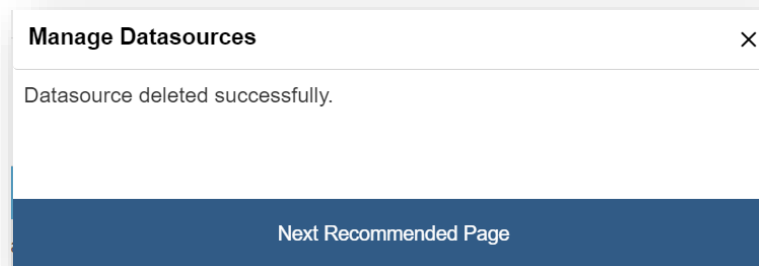 Manage Datasources
Datasource deleted successfully.
Next Recommended Page